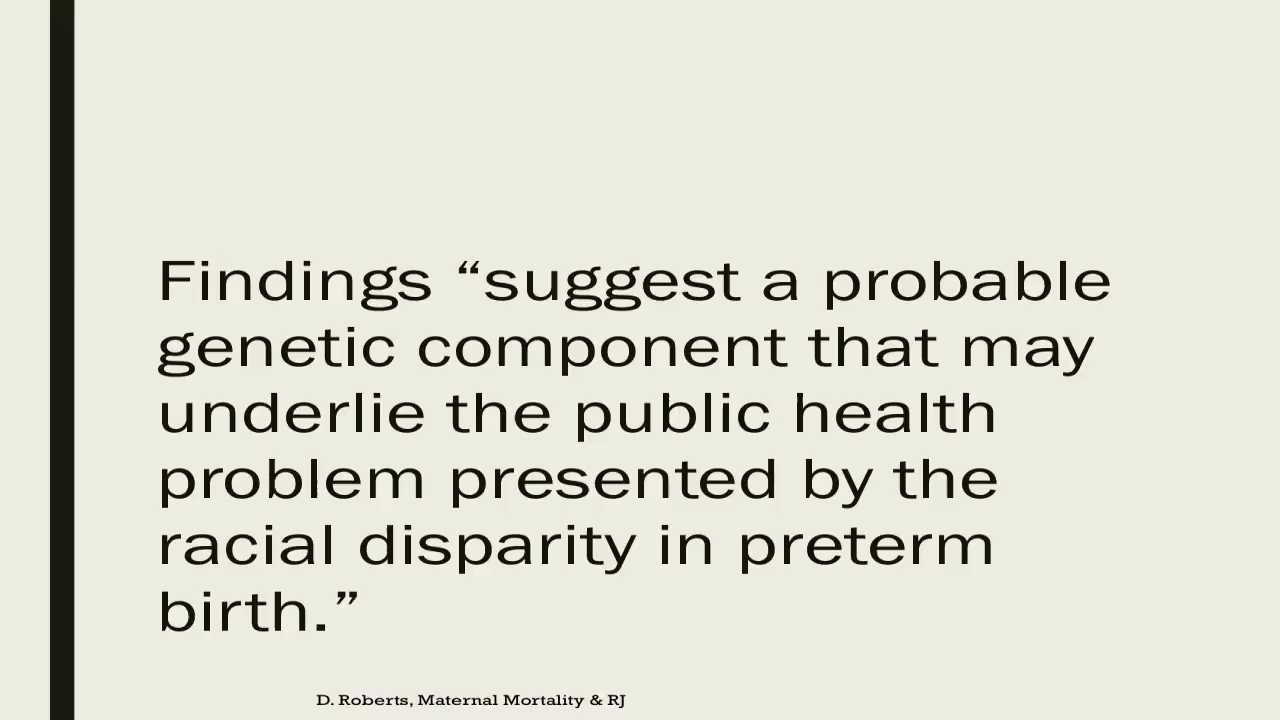 Findings “suggest a probable
genetic component that may
underlie the public health
problem presented by the
racial disparity in preterm
birth.”
D. Roberts, Maternal Mortality & RJ